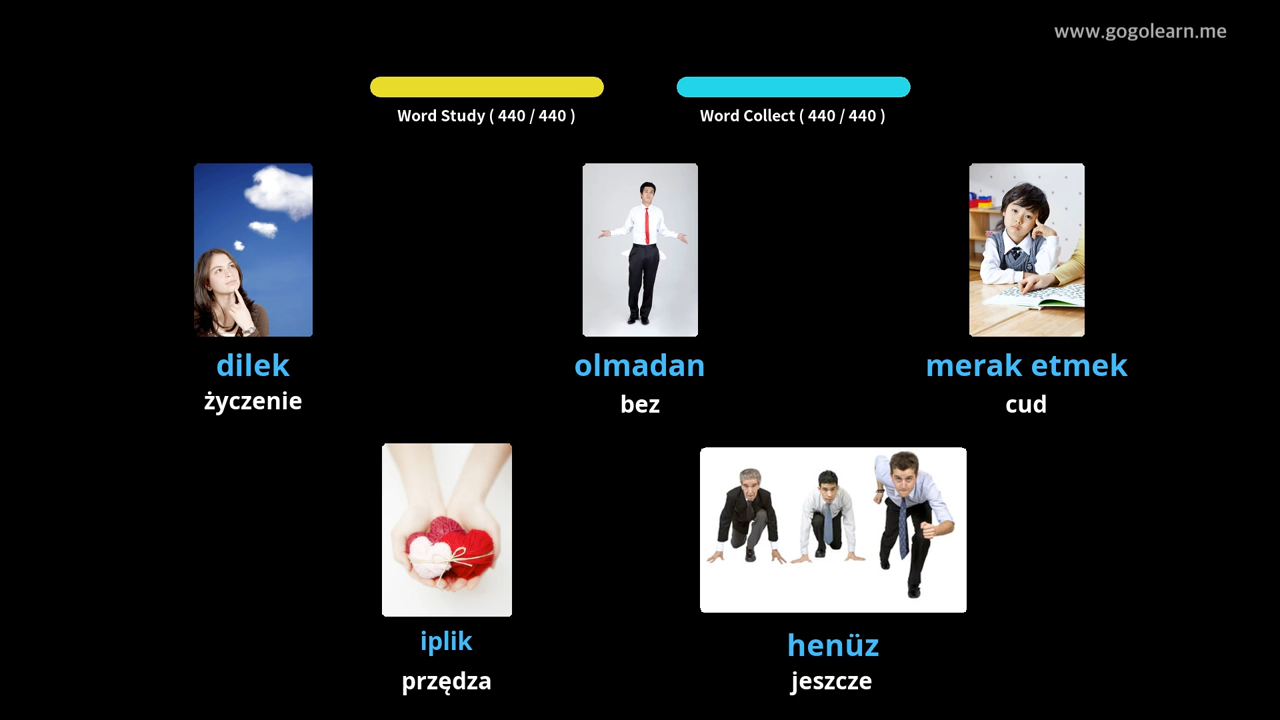 www.gogolearn.me
Word Study ( 440 / 440 )
Word Collect ( 440 / 440 )
dilek
życzenie
olmadan
bez
merak etmek
cud
iplik
przędza
henüz
jeszcze